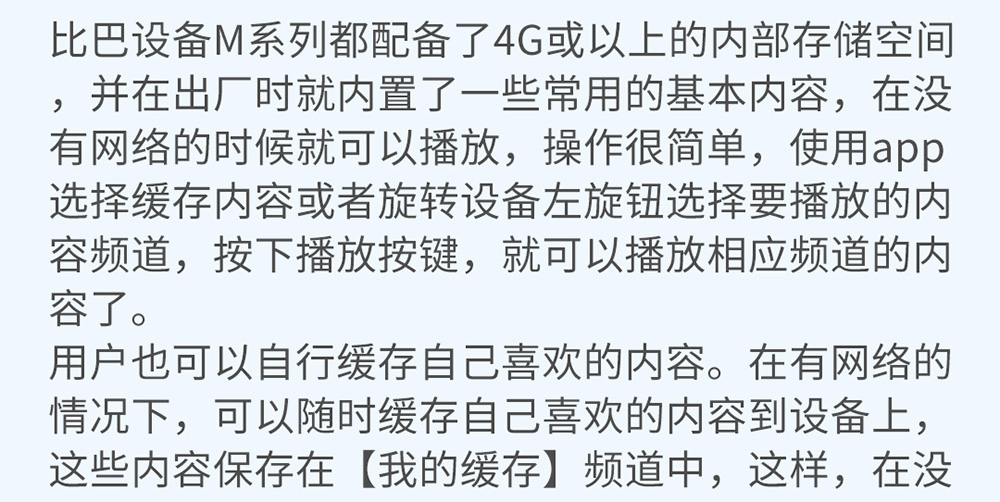 比巴设备M系列都配备了4G或以上的内部存储空间
，并在出厂时就内置了一些常用的基本内容，在没
有网络的时候就可以播放，操作很简单，使用app
选择缓存内容或者旋转设备左旋钮选择要播放的内
容频道，按下播放按键，就可以播放相应频道的内
容了。
用户也可以自行缓存自己喜欢的内容。在有网络的
情况下，可以随时缓存自己喜欢的内容到设备上，
这些内容保存在【我的缓存】频道中，这样，在没